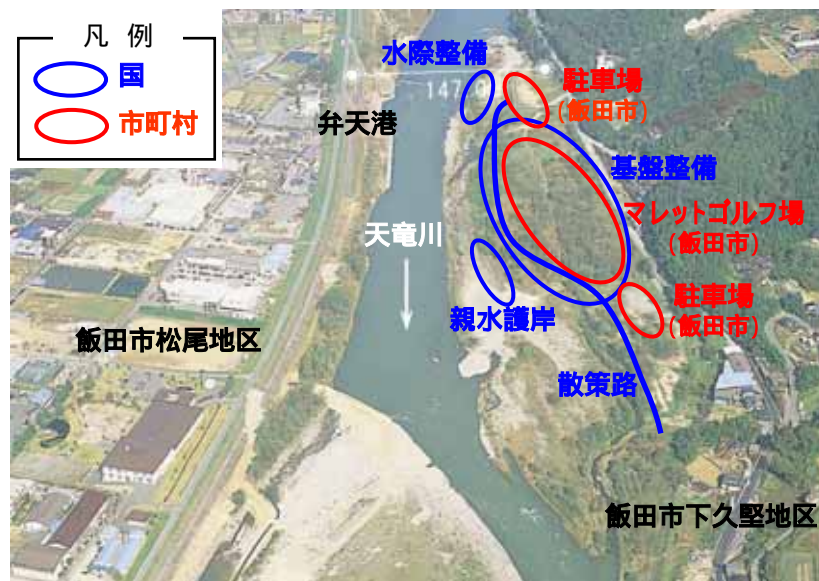 凡 例
国
市町村
水際整備
駐車場
(飯田市)
147.0
弁天港
基盤整備
マレットゴルフ場
(飯田市)
天竜川
駐車場
(飯田市)
親水護岸
飯田市松尾地区
散策路
飯田市下久堅地区